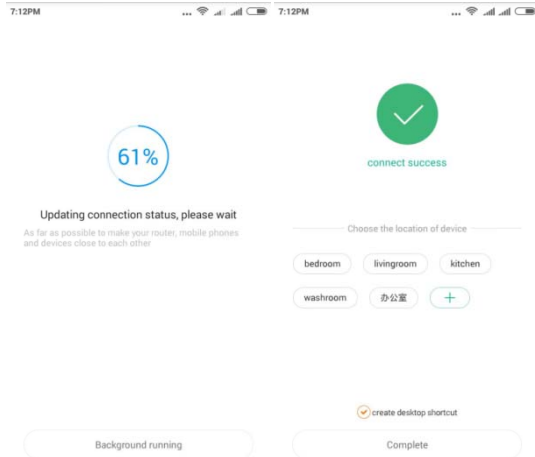 7:12PM
61%
Updating connection status, please wait
As far as possible to make your router, mobile phones
and devices close to each other
Background running
7:12PM
connect success
Choose the location of device
bedroom
livingroom
kitchen
washroom
办公室
+
create desktop shortcut
Complete